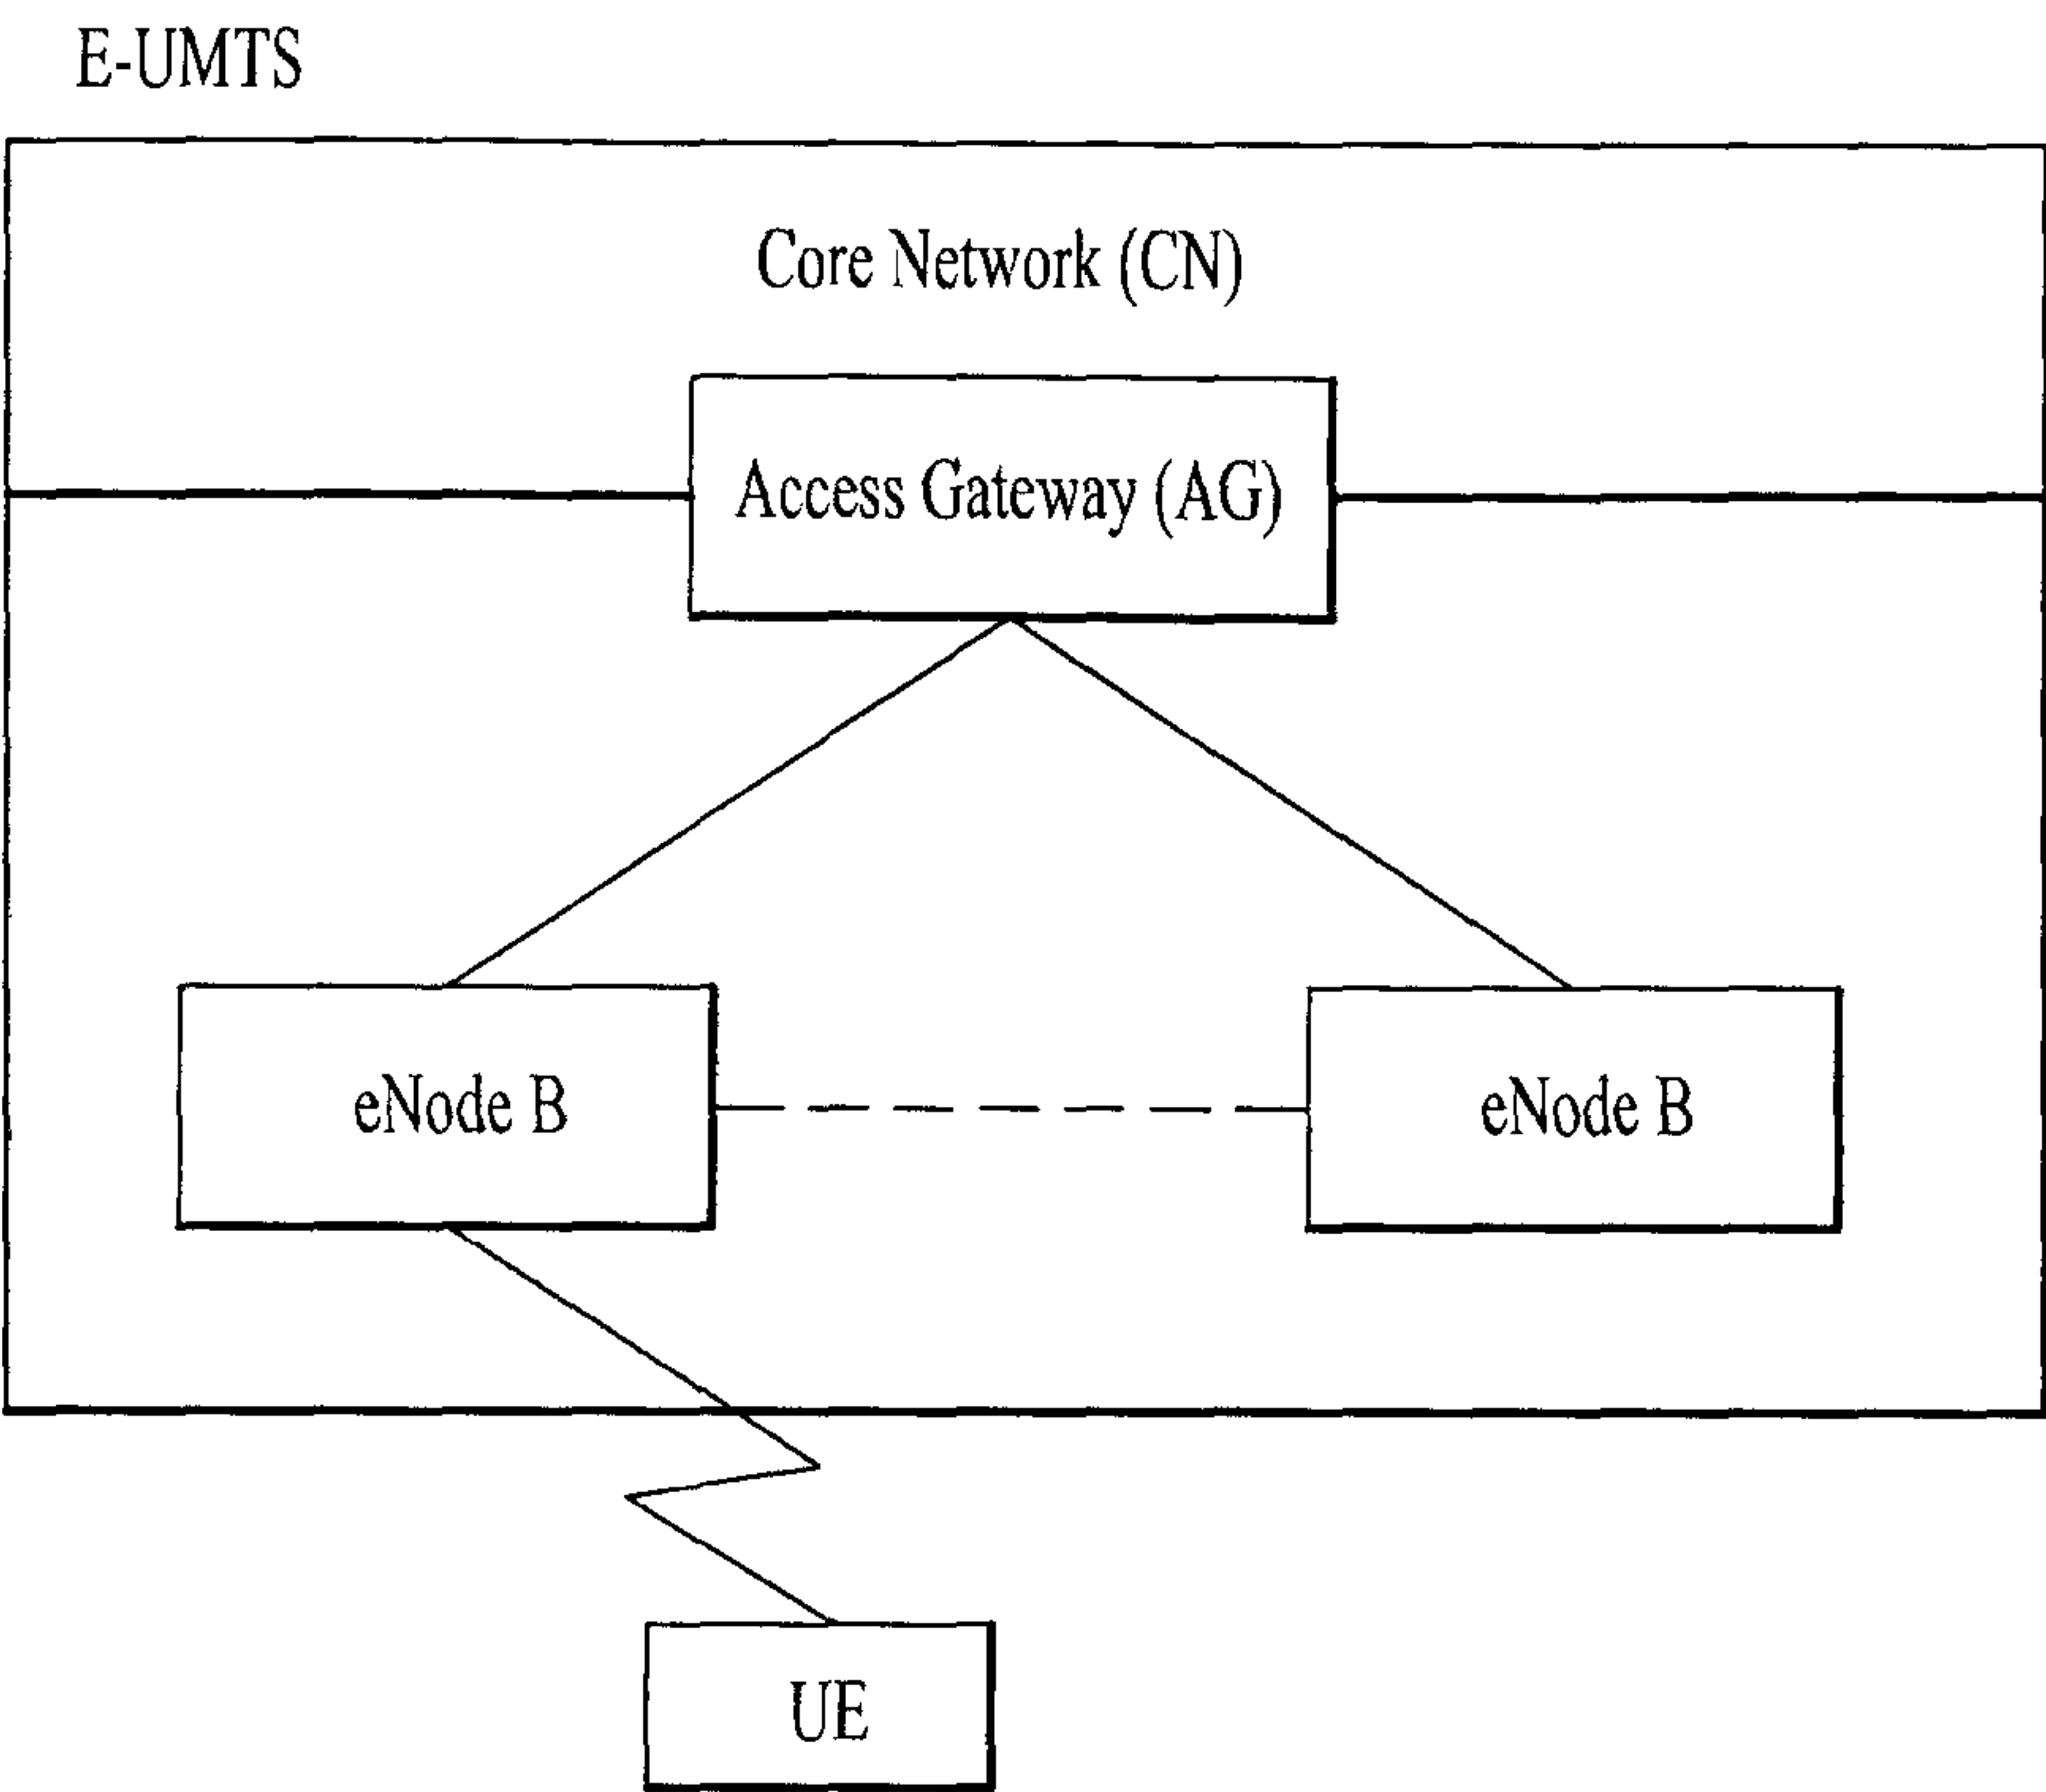 E-UMTS
Core Network (CN)
Access Gateway (AG)
eNode B
eNode B
UE